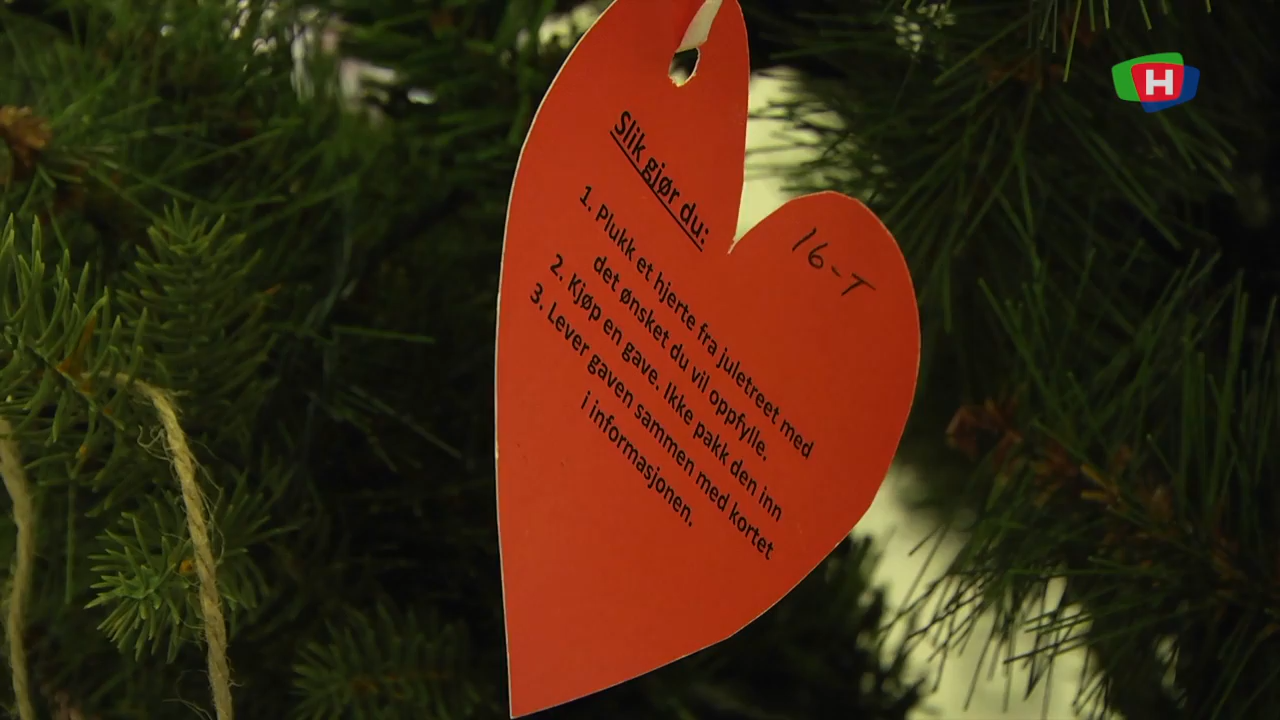 H
Slik gjør du:
16-T
1. Plukk et hjerte fra juletreet med
det ønsket du vil oppfylle.
2. Kjøp en gave. Ikke pakk den inn
3. Lever gaven sammen med kortet
i informasjonen.